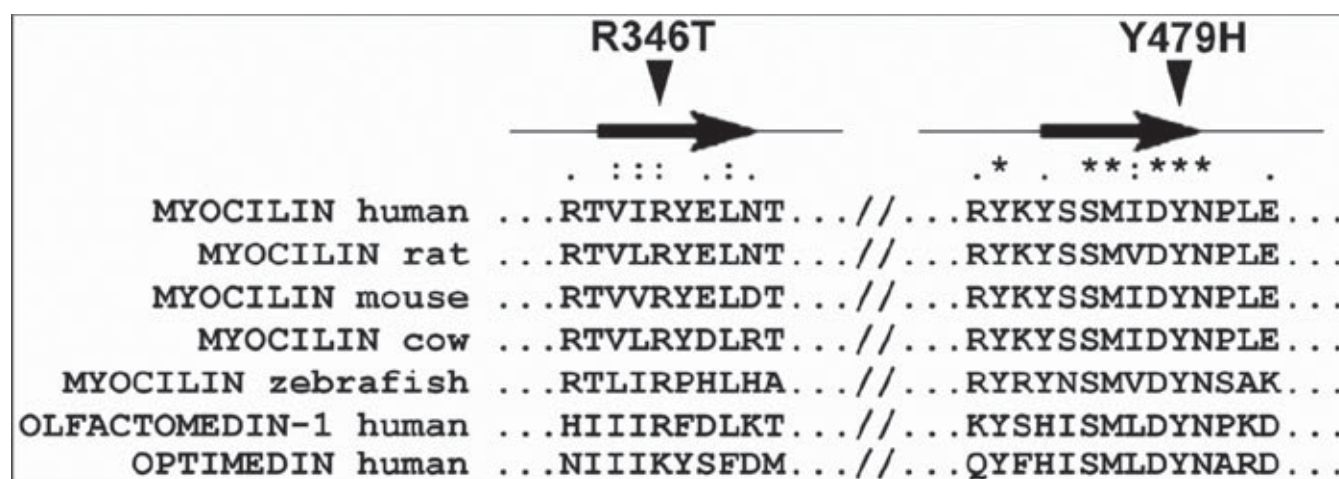 R346T Y479H
. ::: .:. .* . **:*** .
MYOCILIN human ...RTVIRYELNT...//...RYKYSSMIDYNPLE...
MYOCILIN rat ...RTVLRYELNT...//...RYKYSSMVDYNPLE...
MYOCILIN mouse ...RTVVRYELDT...//...RYKYSSMIDYNPLE...
MYOCILIN cow ...RTVLRYDLRT...//...RYKYSSMIDYNPLE...
MYOCILIN zebrafish ...RTLIRPHLHA...//...RYRYNSMVDYNSAK...
OLFACTOMEDIN-1 human ...HIIIRFDLKT...//...KYSHISMLDYNPKD...
OPTIMEDIN human ...NIIIKYSFDM...//...QYFHISMLDYNARD...